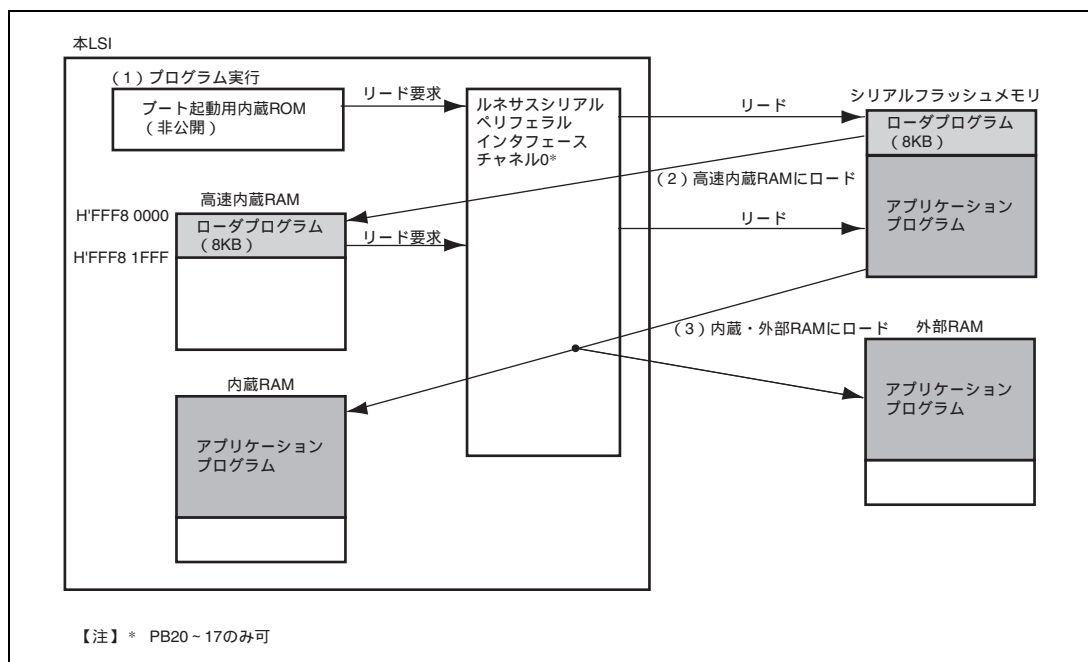 本LSI
(1)プログラム実行
ブート起動用内蔵ROM
(非公開)
リード要求
ルネサスシリアル
ペリフェラル
インタフェース
チャネル0*
リード
シリアルフラッシュメモリ
ローダプログラム
(8KB)
(2)高速内蔵RAMにロード
アプリケーション
プログラム
高速内蔵RAM
H'FFF8 0000
ローダプログラム
(8KB)
H'FFF8 1FFF
リード要求
リード
(3)内蔵・外部RAMにロード
外部RAM
アプリケーション
プログラム
内蔵RAM
アプリケーション
プログラム
【注】* PB20~17のみ可